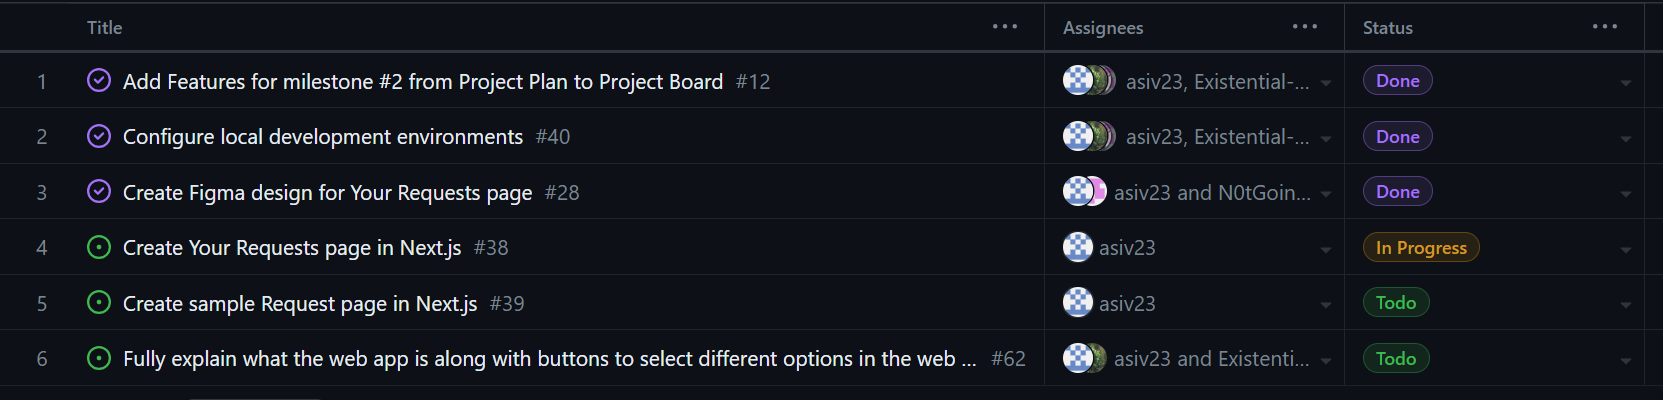 Title ... Assignees ... Status ...
1 Add Features for milestone #2 from Project Plan to Project Board #12 asiv23, Existential-... Done
2 Configure local development environments #40 asiv23, Existential-... Done
3 Create Figma design for Your Requests page #28 asiv23 and N0tGoin... Done
4 Create Your Requests page in Next.js #38 asiv23 In Progress
5 Create sample Request page in Next.js #39 asiv23 Todo
6 Fully explain what the web app is along with buttons to select different options in the web ... #62 asiv23 and Existenti... Todo